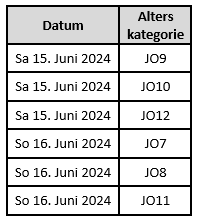 Datum Alters
kategorie
Sa 15. Juni 2024 JO9
Sa 15. Juni 2024 JO10
Sa 15. Juni 2024 JO12
So 16. Juni 2024 JO7
So 16. Juni 2024 JO8
So 16. Juni 2024 JO11